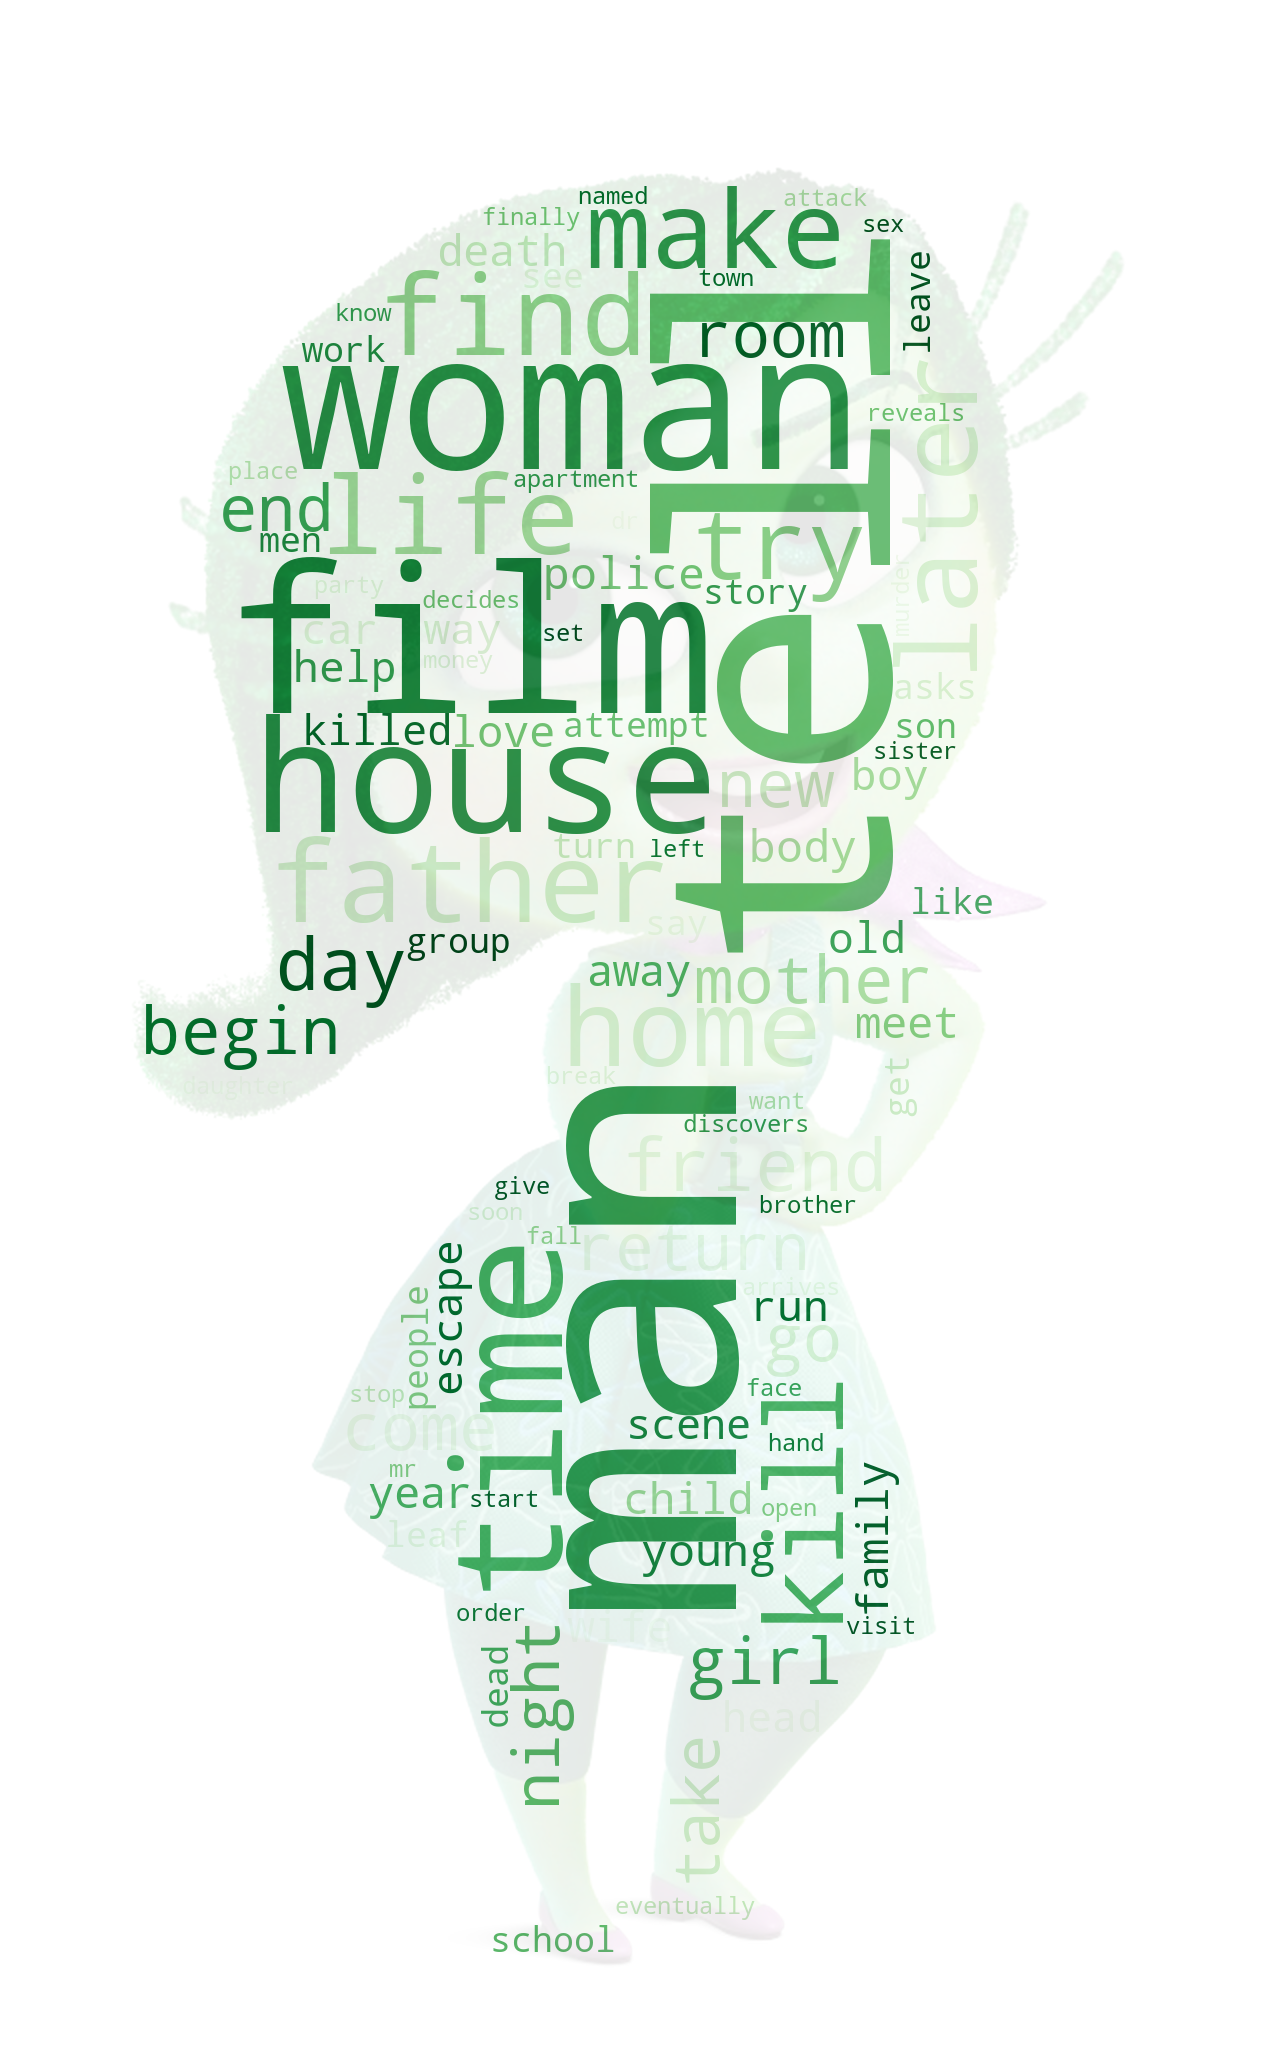 named
attack
finally
make
sex
death
see
town
leave
find
know
room
work
woman
tell
later
reveals
place
apartment
end
life
dr
try
men
film
police
party
decides
story
murder
car
way
set
help
money
asks
killed
love
attempt
son
sister
house
new
boy
father
turn
left
body
say
like
day
group
old
away
mother
begin
home
meet
daughter
break
get
want
discovers
friend
give
brother
soon
fall
return
time
man
escape
people
arrives
run
go
stop
face
come
scene
kill
hand
mr
year
start
child
open
family
leaf
young
order
wife
visit
dead
night
girl
head
take
eventually
school